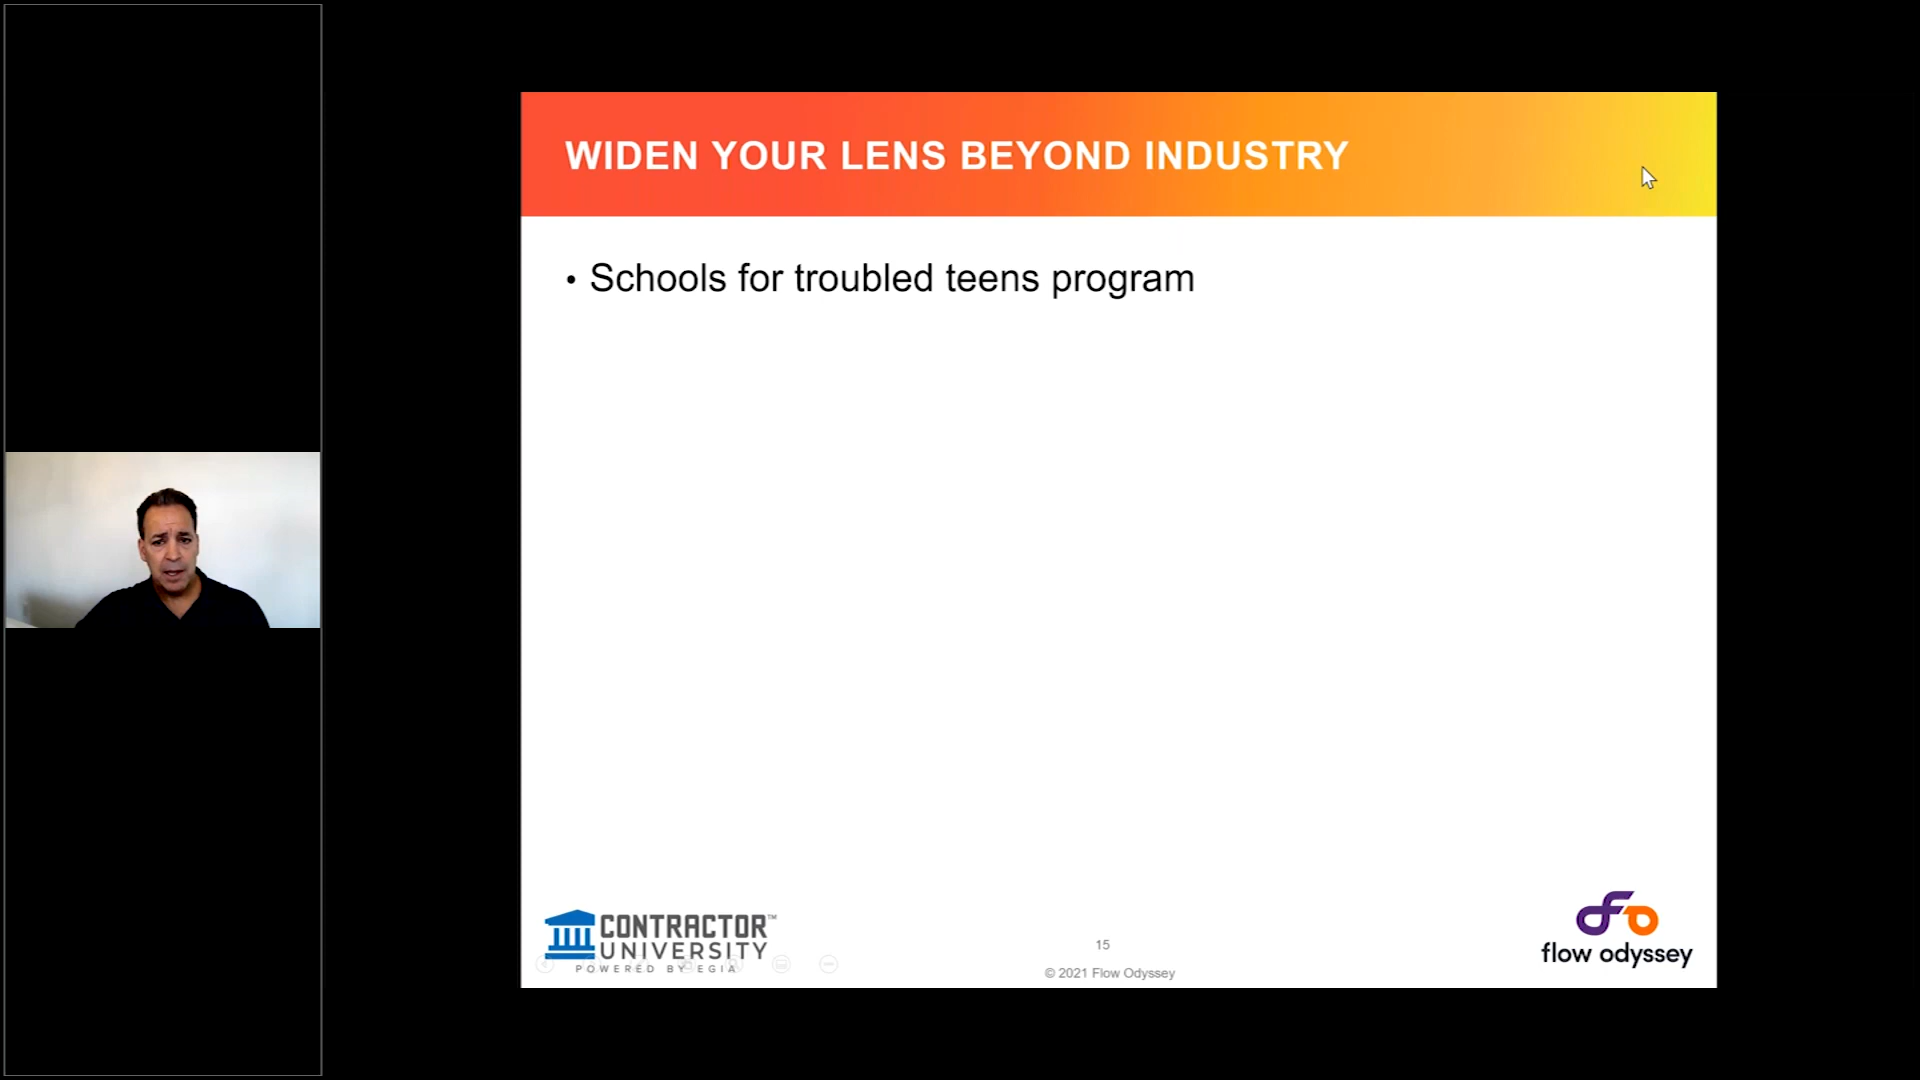 WIDEN YOUR LENS BEYOND INDUSTRY
• Schools for troubled teens program
CONTRACTOR™
UNIVERSITY
POWERED BY EGIA
15
© 2021 Flow Odyssey
flow odyssey